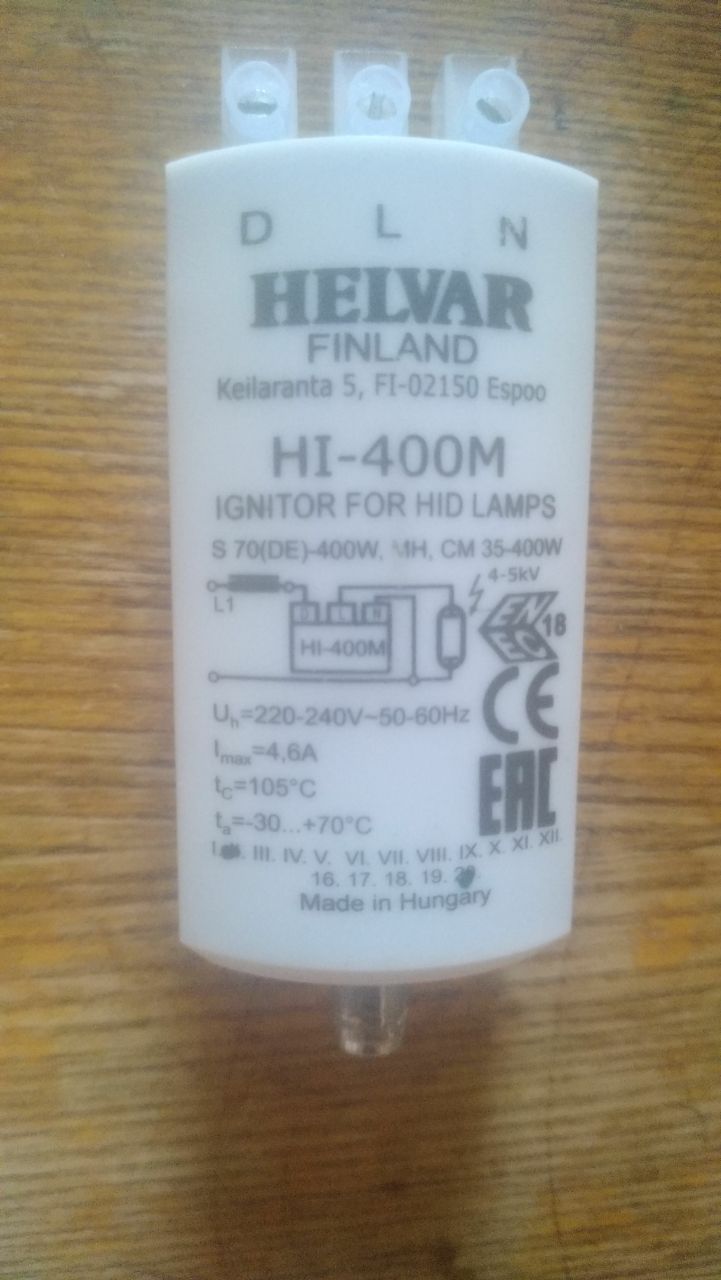 D L N
HELVAR
FINLAND
Keilaranta 5, FI-02150 Espoo
HI-400M
IGNITOR FOR HID LAMPS
S 70(DE)-400W, MH, CM 35-400W
4-5kV
L1
D L N
HI-400M
EN
EC
18
Uh=220-240V~50-60Hz
CE
Imax=4,6A
tc=105°C
EAC
ta=-30...+70°C
I. III. IV. V. VI. VII. VIII. IX. X. XI. XII.
16. 17. 18. 19.
Made in Hungary